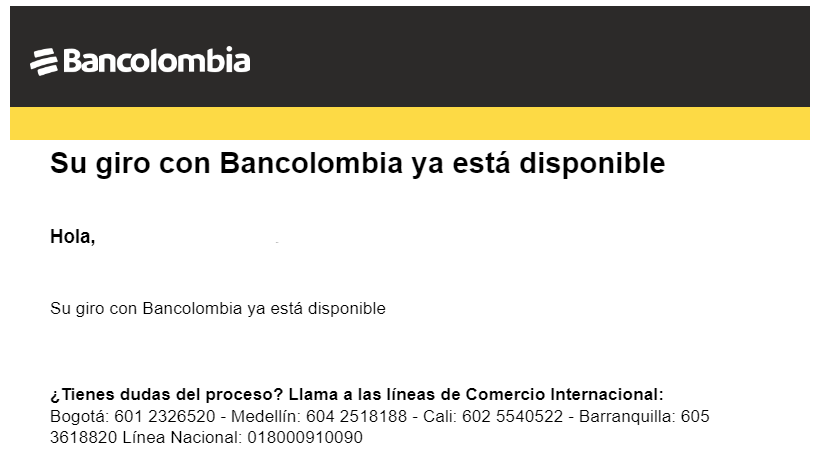 Bancolombia
Su giro con Bancolombia ya está disponible
Hola,
Su giro con Bancolombia ya está disponible
¿Tienes dudas del proceso? Llama a las líneas de Comercio Internacional:
Bogotá: 601 2326520 - Medellín: 604 2518188 - Cali: 602 5540522 - Barranquilla: 605
3618820 Línea Nacional: 018000910090